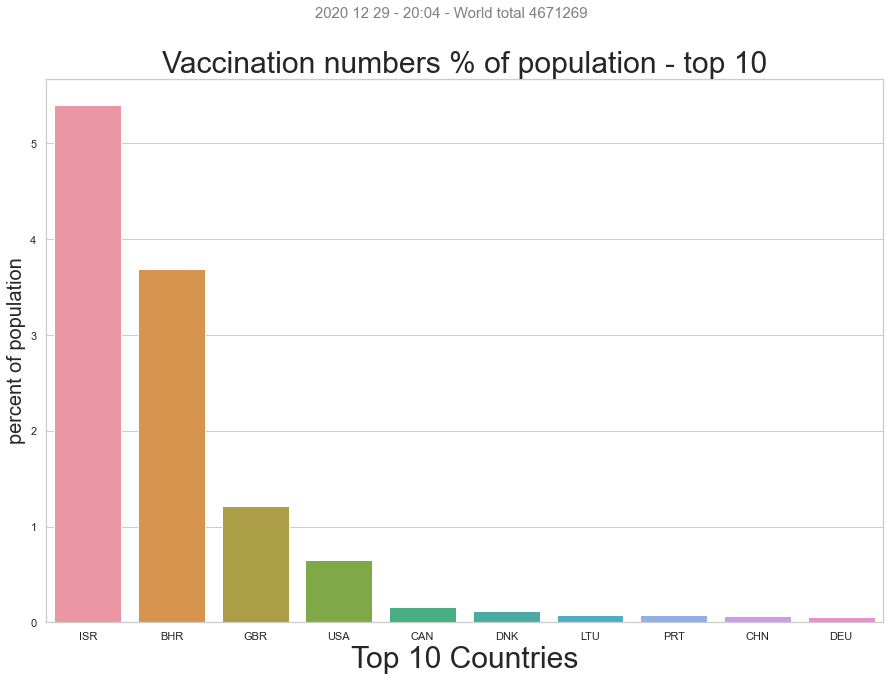 2020 12 29 - 20:04 - World total 4671269
Vaccination numbers % of population - top 10
percent of population
5
4
3
2
1
0
ISR BHR GBR USA CAN DNK LTU PRT CHN DEU
Top 10 Countries